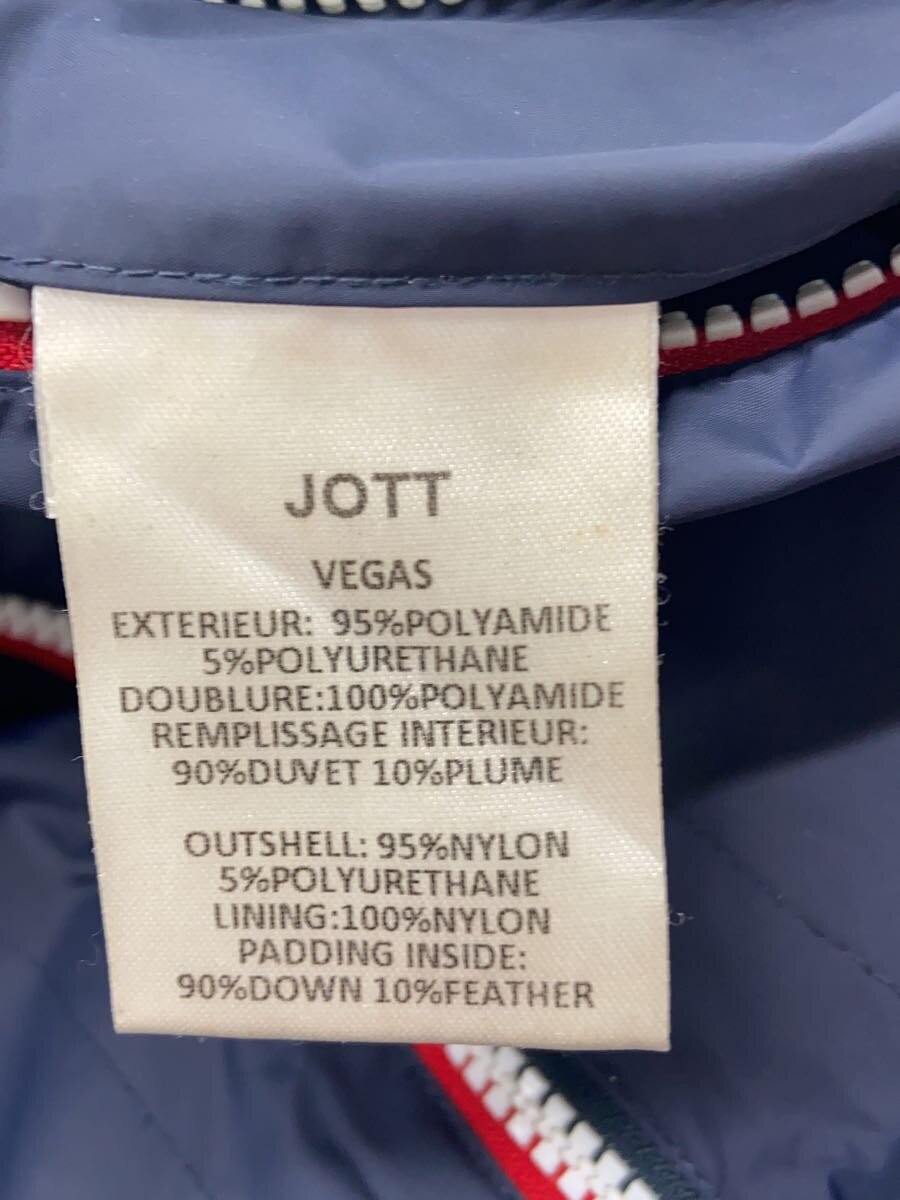 JOTT
VEGAS
EXTERIEUR: 95%POLYAMIDE
5%POLYURETHANE
DOUBLURE:100%POLYAMIDE
REMPLISSAGE INTERIEUR:
90%DUVET 10%PLUME
OUTSHELL: 95%NYLON
5%POLYURETHANE
LINING:100%NYLON
PADDING INSIDE:
90%DOWN 10%FEATHER